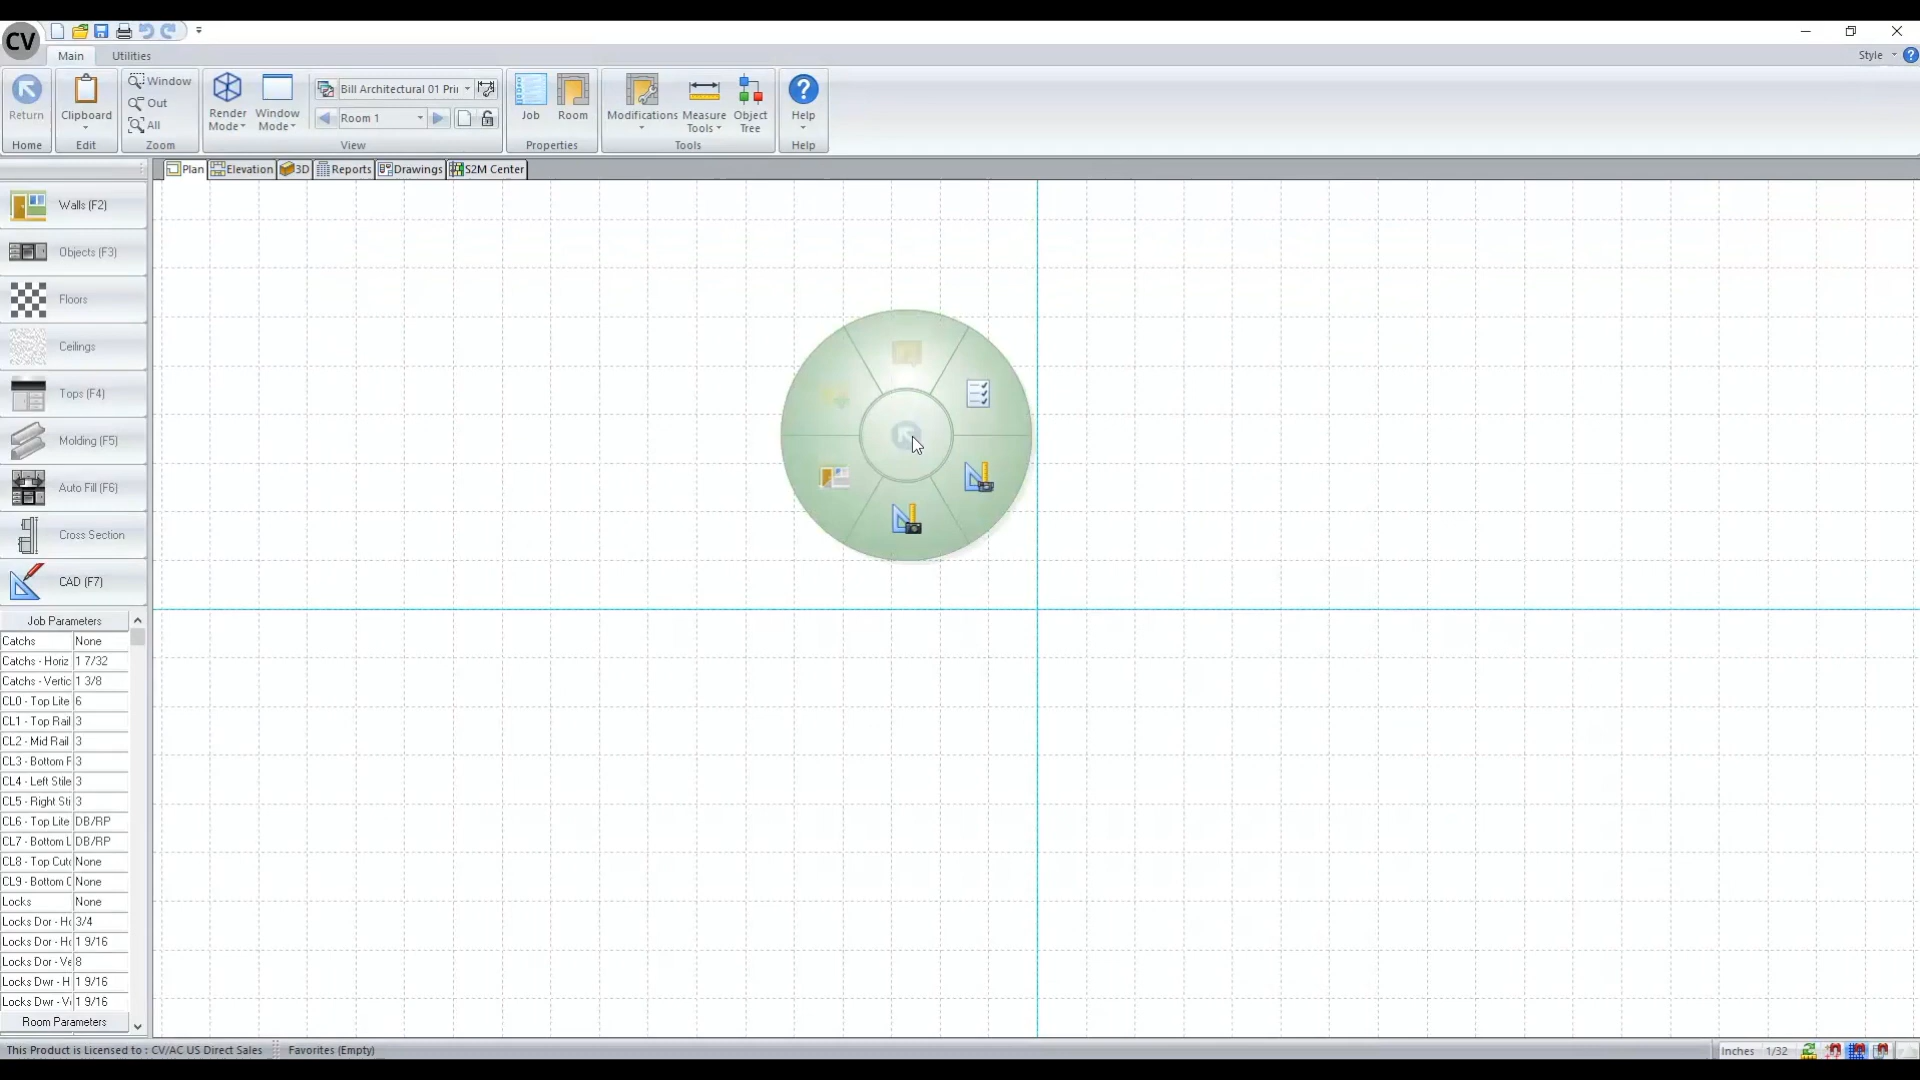 CV
Main Utilities Style
Return
Home
Clipboard
Edit
Window
Out
All
Zoom
Render Mode
Window Mode
Bill Architectural 01 Pri
Room 1
View
Job Room
Properties
Modifications Measure Tools Object Tree
Tools
Help
Help
Plan Elevation 3D Reports Drawings S2M Center
Walls (F2)
Objects (F3)
Floors
Ceilings
Tops (F4)
Molding (F5)
Auto Fill (F6)
Cross Section
CAD (F7)
Job Parameters
Catchs None
Catchs - Horiz 1 7/32
Catchs - Vertic 1 3/8
CL0 - Top Lite 6
CL1 - Top Rail 3
CL2 - Mid Rail 3
CL3 - Bottom F 3
CL4 - Left Stile 3
CL5 - Right Sti 3
CL6 - Top Lite DB/RP
CL7 - Bottom L DB/RP
CL8 - Top Cut None
CL9 - Bottom C None
Locks None
Locks Dor - Ho 3/4
Locks Dor - Ho 1 9/16
Locks Dor - Ve 8
Locks Dwr - H 1 9/16
Locks Dwr - V 1 9/16
Room Parameters
This Product is Licensed to : CV/AC US Direct Sales Favorites (Empty) Inches 1/32